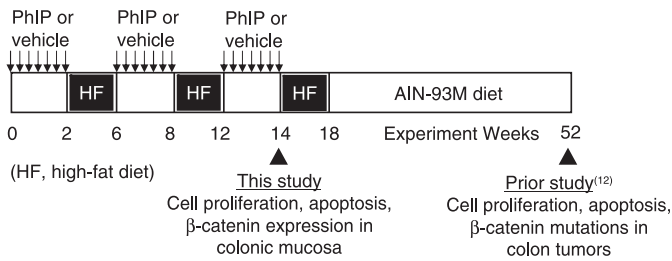 PhIP or vehicle PhIP or vehicle PhIP or vehicle
HF HF HF AIN-93M diet
0 2 6 8 12 14 18 Experiment Weeks 52
(HF, high-fat diet)
This study
Cell proliferation, apoptosis,
β-catenin expression in
colonic mucosa
Prior study(12)
Cell proliferation, apoptosis,
β-catenin mutations in
colon tumors